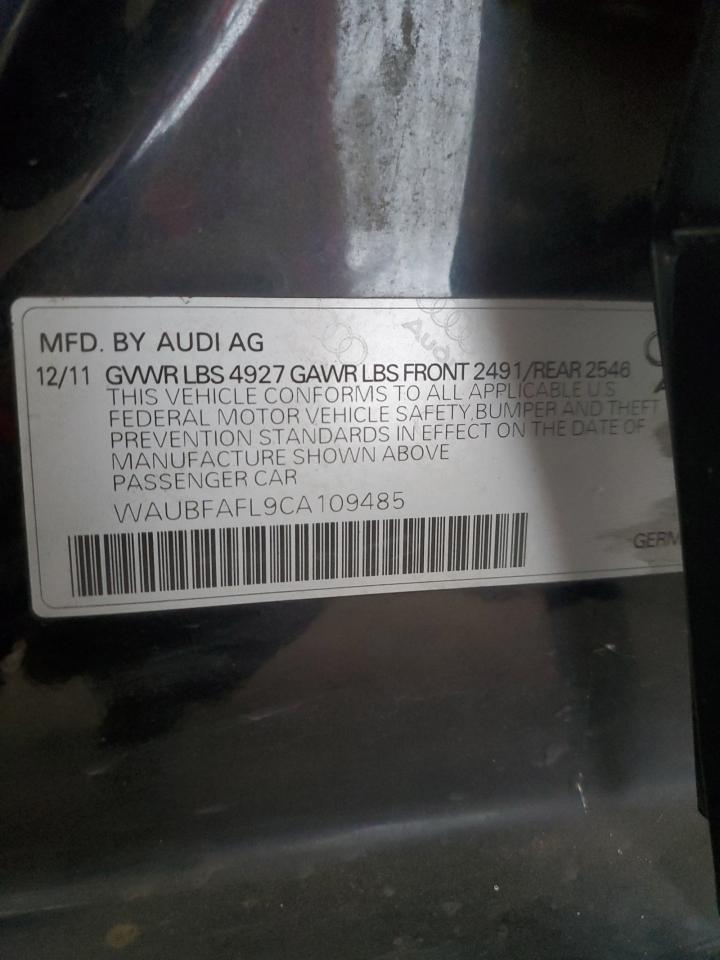 MFD. BY AUDI AG
12/11 GVWR LBS 4927 GAWR LBS FRONT 2491/REAR 2546
THIS VEHICLE CONFORMS TO ALL APPLICABLE U.S
FEDERAL MOTOR VEHICLE SAFETY, BUMPER AND THEFT
PREVENTION STANDARDS IN EFFECT ON THE DATE OF
MANUFACTURE SHOWN ABOVE
PASSENGER CAR
WAUBFAFL9CA109485
GERM